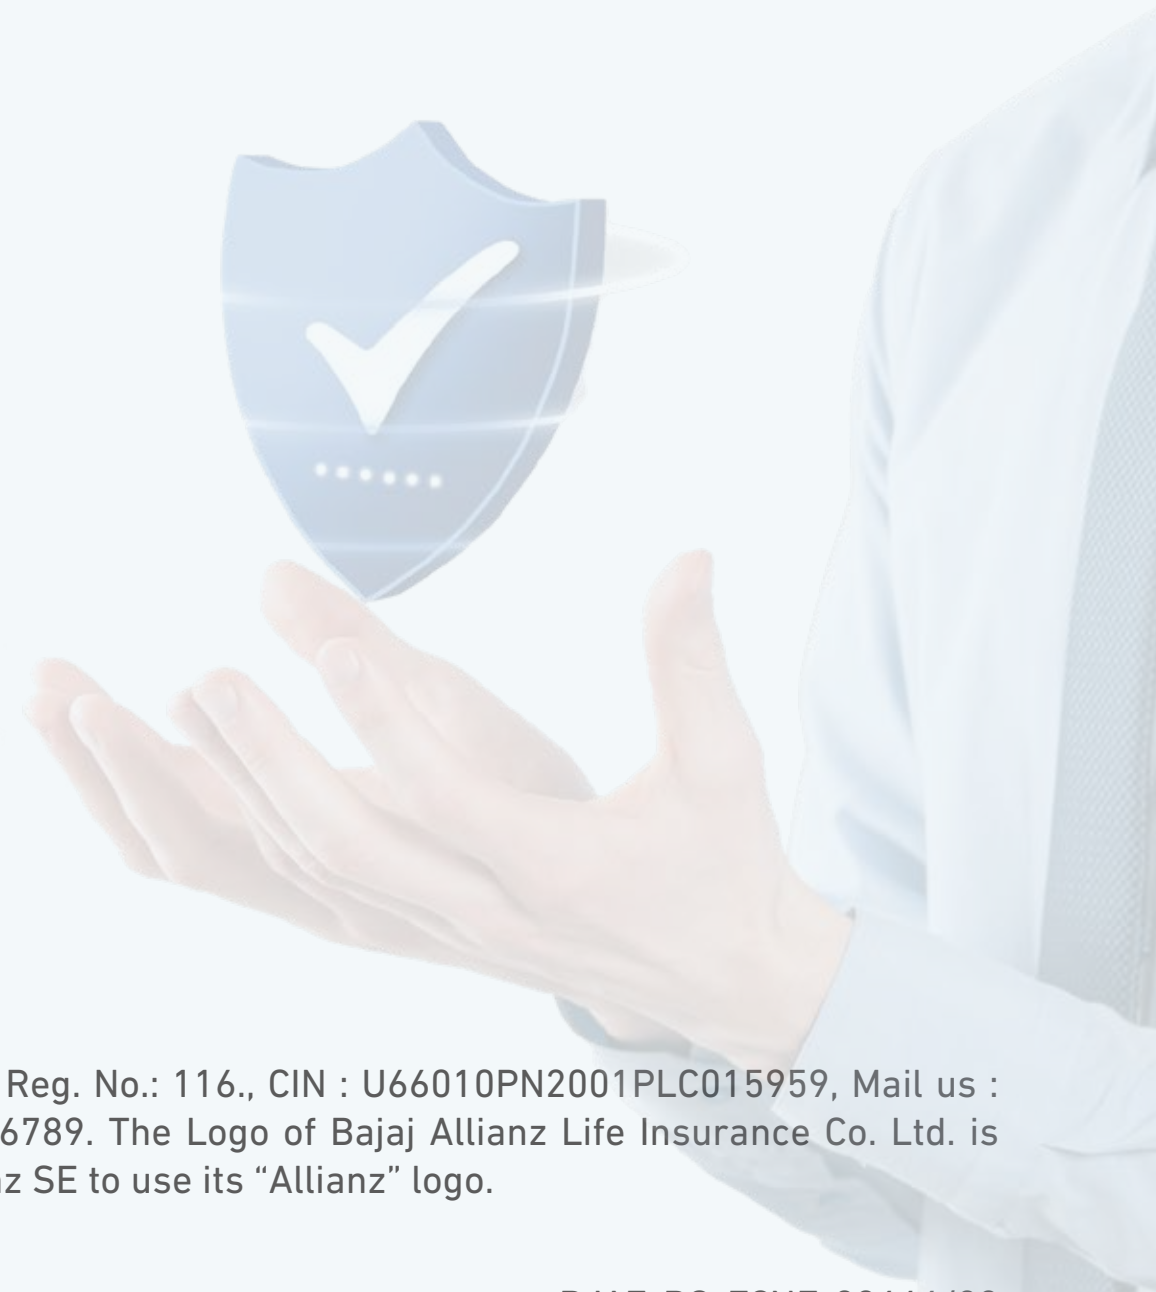 Reg. No.: 116., CIN : U66010PN2001PLC015959, Mail us :
6789. The Logo of Bajaj Allianz Life Insurance Co. Ltd. is
z SE to use its “Allianz” logo.